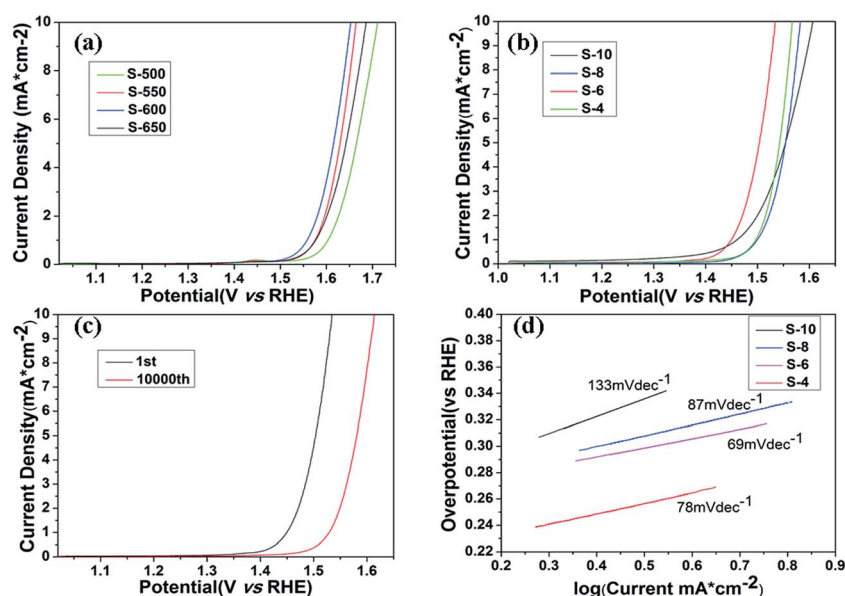 (a)
Current Density (mA*cm-2)
10
8
6
4
2
0
S-500
S-550
S-600
S-650
1.1 1.2 1.3 1.4 1.5 1.6 1.7
Potential(V vs RHE)
(b)
Current Density(mA*cm-2)
10
9
8
7
6
5
4
3
2
1
0
S-10
S-8
S-6
S-4
1.0 1.1 1.2 1.3 1.4 1.5 1.6
Potential(V vs RHE)
(c)
Current Density(mA*cm-2)
10
9
8
7
6
5
4
3
2
1
0
1st
10000th
1.1 1.2 1.3 1.4 1.5 1.6
Potential(V vs RHE)
(d)
Overpotential(vs RHE)
0.40
0.38
0.36
0.34
0.32
0.30
0.28
0.26
0.24
0.22
S-10
S-8
S-6
S-4
133mVdec-1
87mVdec-1
69mVdec-1
78mVdec-1
0.2 0.3 0.4 0.5 0.6 0.7 0.8 0.9
log(Current mA*cm-2)